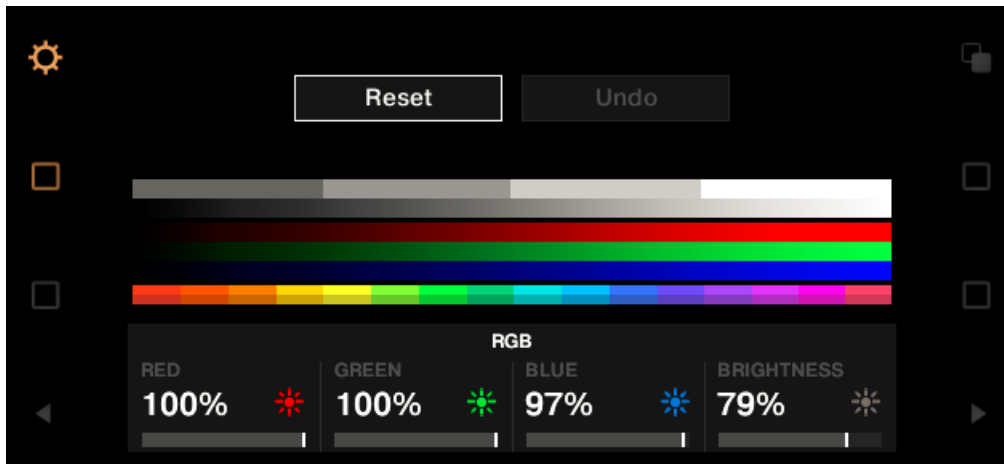 Reset Undo
RGB
RED GREEN BLUE BRIGHTNESS
100% 100% 97% 79%